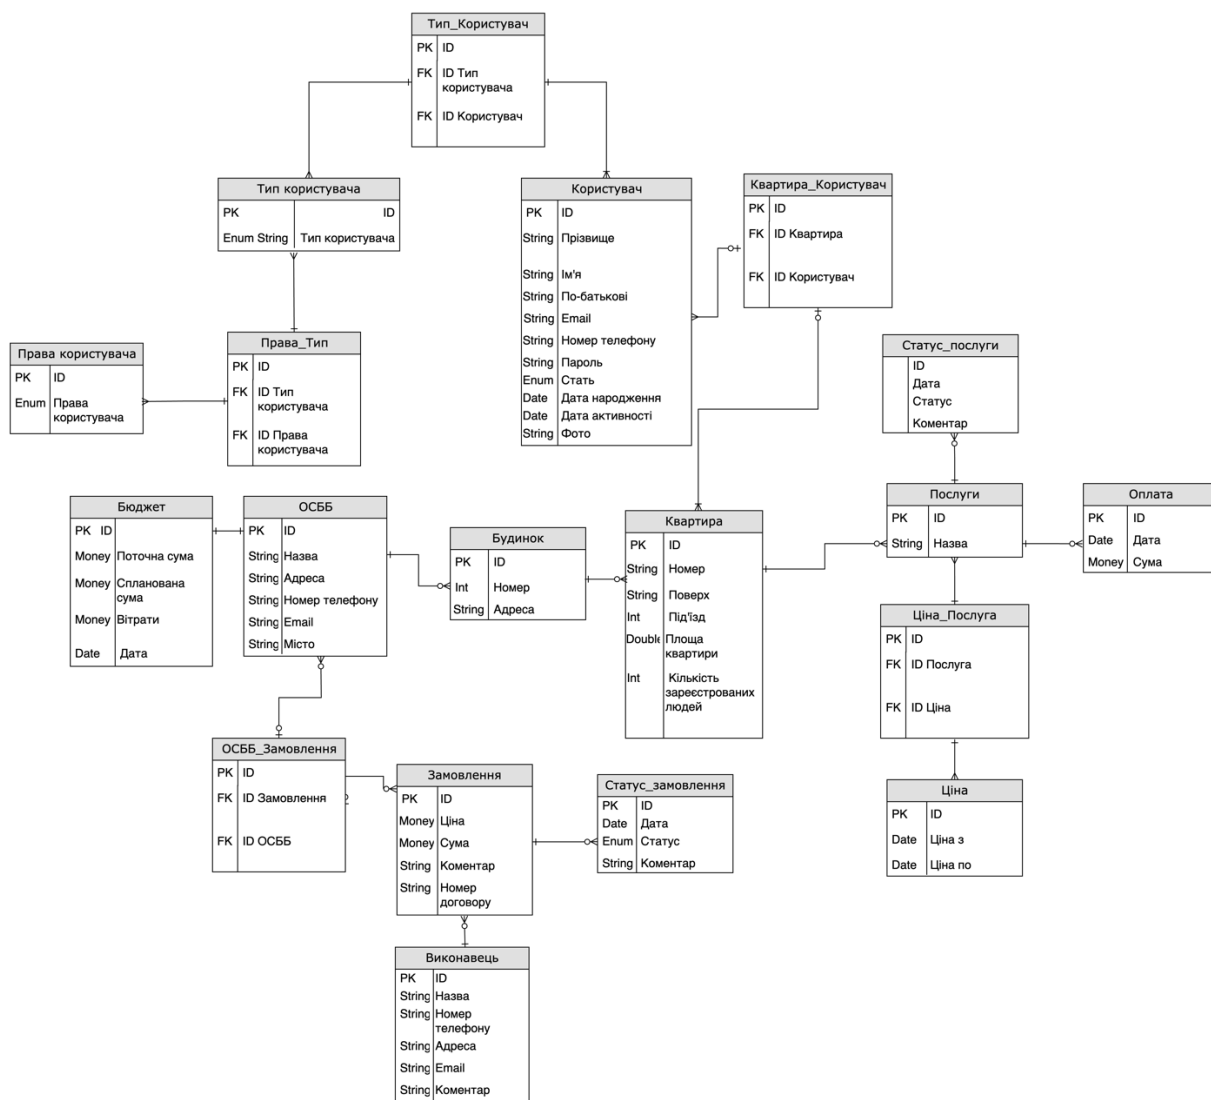 Тип_Користувач
PK ID
FK ID Тип
користувача
FK ID Користувач
Тип користувача
PK ID
Enum String Тип користувача
Користувач
PK ID
String Прізвище
String Ім'я
String По-батькові
String Email
String Номер телефону
String Пароль
Enum Стать
Date Дата народження
Date Дата активності
String Фото
Квартира_Користувач
PK ID
FK ID Квартира
FK ID Користувач
Права користувача
PK ID
Enum Права
користувача
Права_Тип
PK ID
FK ID Тип
користувача
FK ID Права
користувача
Статус_послуги
ID
Дата
Статус
Коментар
Бюджет
PK ID
Money Поточна сума
Money Спланована
сума
Money Вітрати
Date Дата
ОСББ
PK ID
String Назва
String Адреса
String Номер телефону
String Email
String Місто
Будинок
PK ID
Int Номер
String Адреса
Квартира
PK ID
String Номер
String Поверх
Int Під'їзд
Double Площа
квартири
Int Кількість
зареєстрованих
людей
Послуги
PK ID
String Назва
Оплата
PK ID
Date Дата
Money Сума
Ціна_Послуга
PK ID
FK ID Послуга
FK ID Ціна
ОСББ_Замовлення
PK ID
FK ID Замовлення
FK ID ОСББ
Замовлення
PK ID
Money Ціна
Money Сума
String Коментар
String Номер
договору
Статус_замовлення
PK ID
Date Дата
Enum Статус
String Коментар
Ціна
PK ID
Date Ціна з
Date Ціна по
Виконавець
PK ID
String Назва
String Номер
телефону
String Адреса
String Email
String Коментар